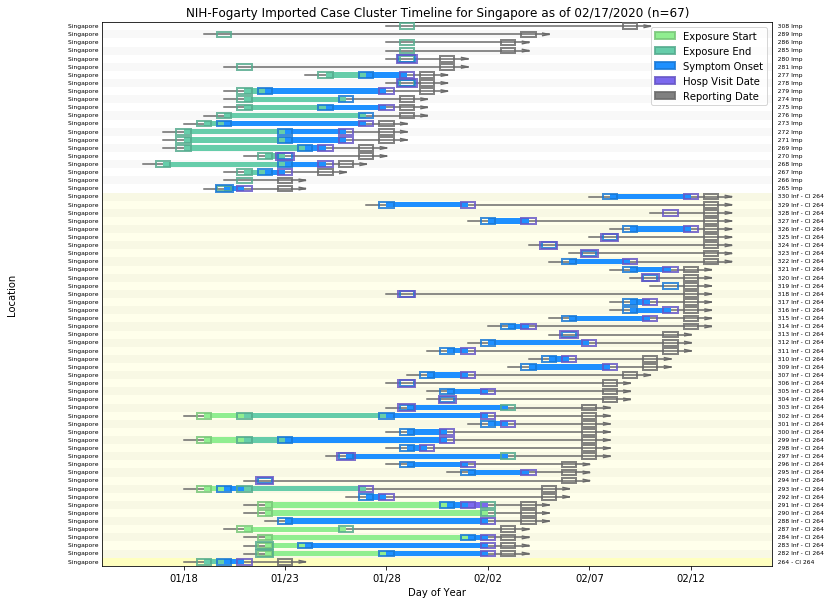 NIH-Fogarty Imported Case Cluster Timeline for Singapore as of 02/17/2020 (n=67)
Exposure Start
Exposure End
Symptom Onset
Hosp Visit Date
Reporting Date
Singapore 308 Imp
Singapore 289 Imp
Singapore 286 Imp
Singapore 285 Imp
Singapore 280 Imp
Singapore 281 Imp
Singapore 277 Imp
Singapore 278 Imp
Singapore 279 Imp
Singapore 274 Imp
Singapore 275 Imp
Singapore 276 Imp
Singapore 273 Imp
Singapore 272 Imp
Singapore 271 Imp
Singapore 269 Imp
Singapore 270 Imp
Singapore 268 Imp
Singapore 267 Imp
Singapore 266 Imp
Singapore 265 Imp
Singapore 330 Inf - Cl 264
Singapore 329 Inf - Cl 264
Singapore 328 Inf - Cl 264
Singapore 327 Inf - Cl 264
Singapore 326 Inf - Cl 264
Singapore 325 Inf - Cl 264
Singapore 324 Inf - Cl 264
Singapore 323 Inf - Cl 264
Singapore 322 Inf - Cl 264
Singapore 321 Inf - Cl 264
Singapore 320 Inf - Cl 264
Singapore 319 Inf - Cl 264
Singapore 318 Inf - Cl 264
Singapore 317 Inf - Cl 264
Singapore 316 Inf - Cl 264
Singapore 315 Inf - Cl 264
Singapore 314 Inf - Cl 264
Singapore 313 Inf - Cl 264
Singapore 312 Inf - Cl 264
Singapore 311 Inf - Cl 264
Singapore 310 Inf - Cl 264
Singapore 309 Inf - Cl 264
Singapore 307 Inf - Cl 264
Singapore 306 Inf - Cl 264
Singapore 305 Inf - Cl 264
Singapore 304 Inf - Cl 264
Singapore 303 Inf - Cl 264
Singapore 302 Inf - Cl 264
Singapore 301 Inf - Cl 264
Singapore 300 Inf - Cl 264
Singapore 299 Inf - Cl 264
Singapore 298 Inf - Cl 264
Singapore 297 Inf - Cl 264
Singapore 296 Inf - Cl 264
Singapore 295 Inf - Cl 264
Singapore 294 Inf - Cl 264
Singapore 293 Inf - Cl 264
Singapore 292 Inf - Cl 264
Singapore 291 Inf - Cl 264
Singapore 290 Inf - Cl 264
Singapore 288 Inf - Cl 264
Singapore 287 Inf - Cl 264
Singapore 284 Inf - Cl 264
Singapore 283 Inf - Cl 264
Singapore 282 Inf - Cl 264
Singapore 264 - Cl 264
Location
01/18 01/23 01/28 02/02 02/07 02/12
Day of Year